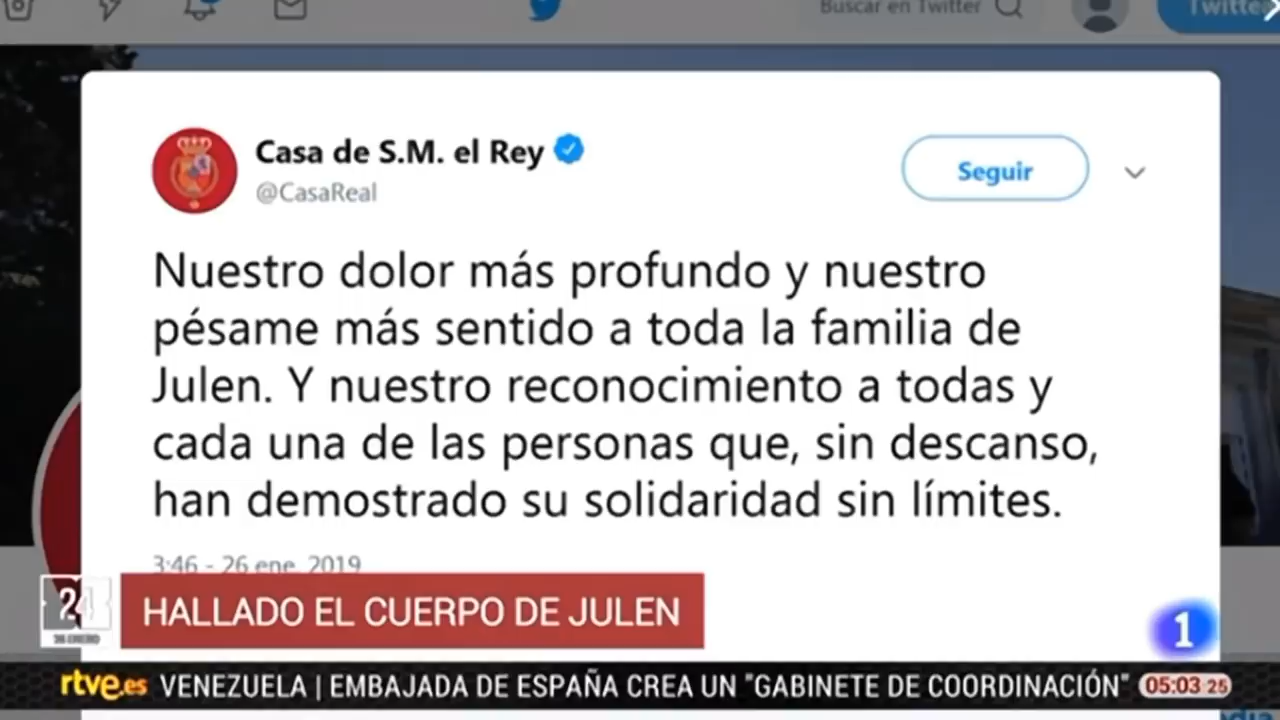 Buscar en Twitter
Casa de S.M. el Rey
@CasaReal
Seguir
Nuestro dolor más profundo y nuestro
pésame más sentido a toda la familia de
Julen. Y nuestro reconocimiento a todas y
cada una de las personas que, sin descanso,
han demostrado su solidaridad sin límites.
3:46 - 26 ene. 2019
24
26 ENERO
HALLADO EL CUERPO DE JULEN
1
rtve.es VENEZUELA | EMBAJADA DE ESPAÑA CREA UN "GABINETE DE COORDINACIÓN" 05:03 25